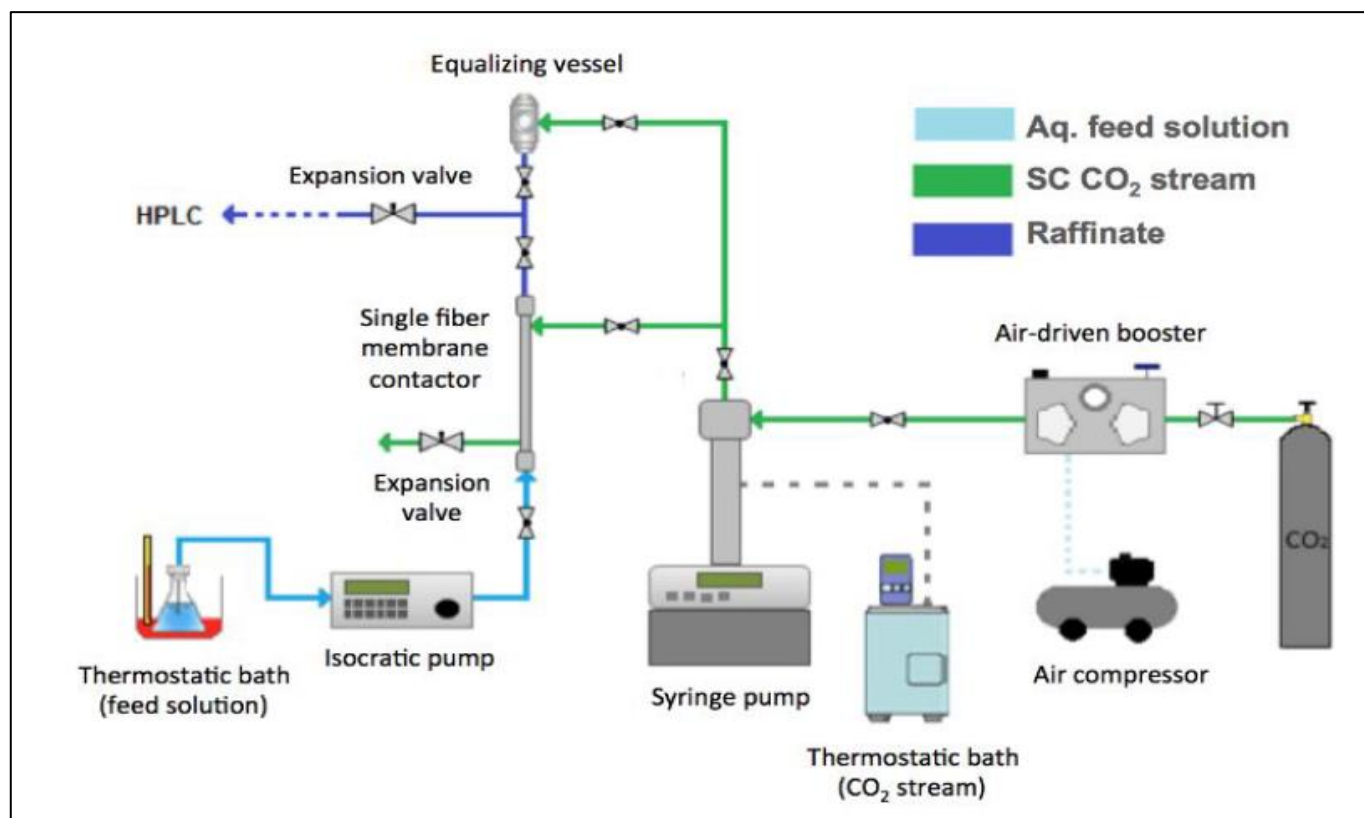 Equalizing vessel
Aq. feed solution
Expansion valve
SC CO₂ stream
HPLC
Raffinate
Single fiber
membrane
contactor
Air-driven booster
Expansion
valve
CO₂
Thermostatic bath
(feed solution)
Isocratic pump
Syringe pump
Air compressor
Thermostatic bath
(CO₂ stream)